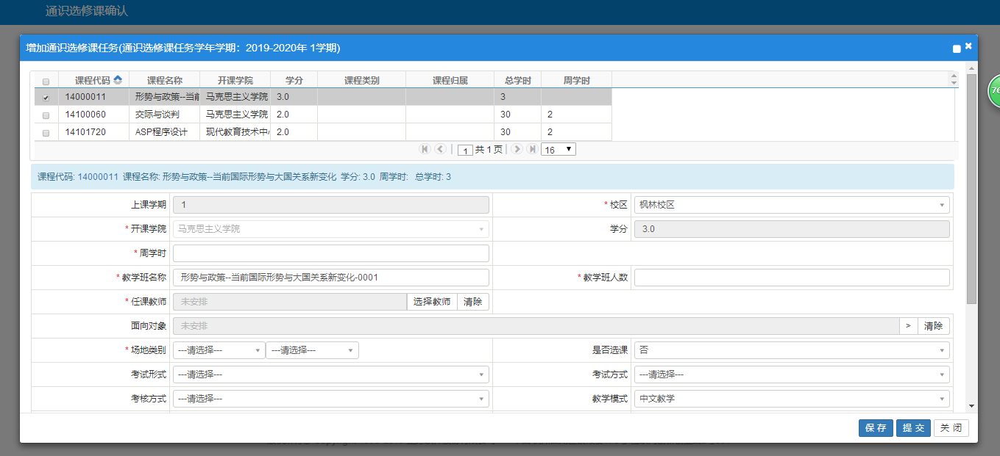 通识选修课确认
增加通识选修课任务(通识选修课任务学年学期：2019-2020年 1学期)
课程代码 课程名称 开课学院 学分 课程类别 课程归属 总学时 周学时
14000011 形势与政策--当前 马克思主义学院 3.0 3
14100060 交际与谈判 马克思主义学院 2.0 30 2
14101720 ASP程序设计 现代教育技术中 2.0 30 2
1 共 1 页 16
课程代码: 14000011 课程名称: 形势与政策--当前国际形势与大国关系新变化 学分: 3.0 周学时: 总学时: 3
上课学期 1 * 校区 枫林校区
* 开课学院 马克思主义学院 学分 3.0
* 周学时
* 教学班名称 形势与政策--当前国际形势与大国关系新变化-0001 * 教学班人数
* 任课教师 未安排 选择教师 清除
面向对象 未安排 > 清除
* 场地类别 ---请选择--- ---请选择--- 是否选课 否
考试形式 ---请选择--- 考试方式 ---请选择---
考核方式 ---请选择--- 教学模式 中文教学
保 存 提 交 关 闭